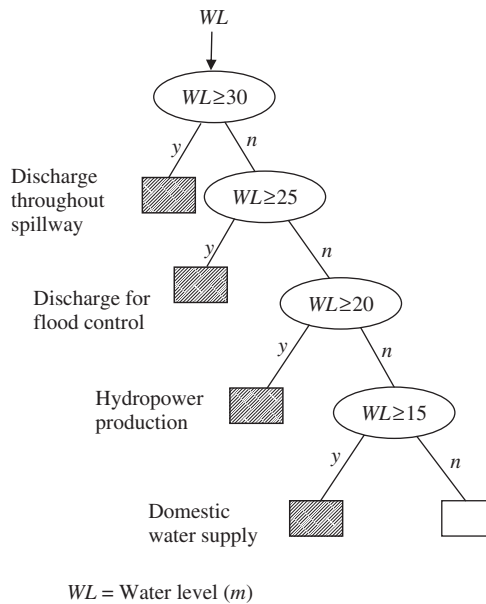 WL
WL≥30
y
n
Discharge
throughout
spillway
WL≥25
y
n
Discharge for
flood control
WL≥20
y
n
Hydropower
production
WL≥15
y
n
Domestic
water supply
WL = Water level (m)